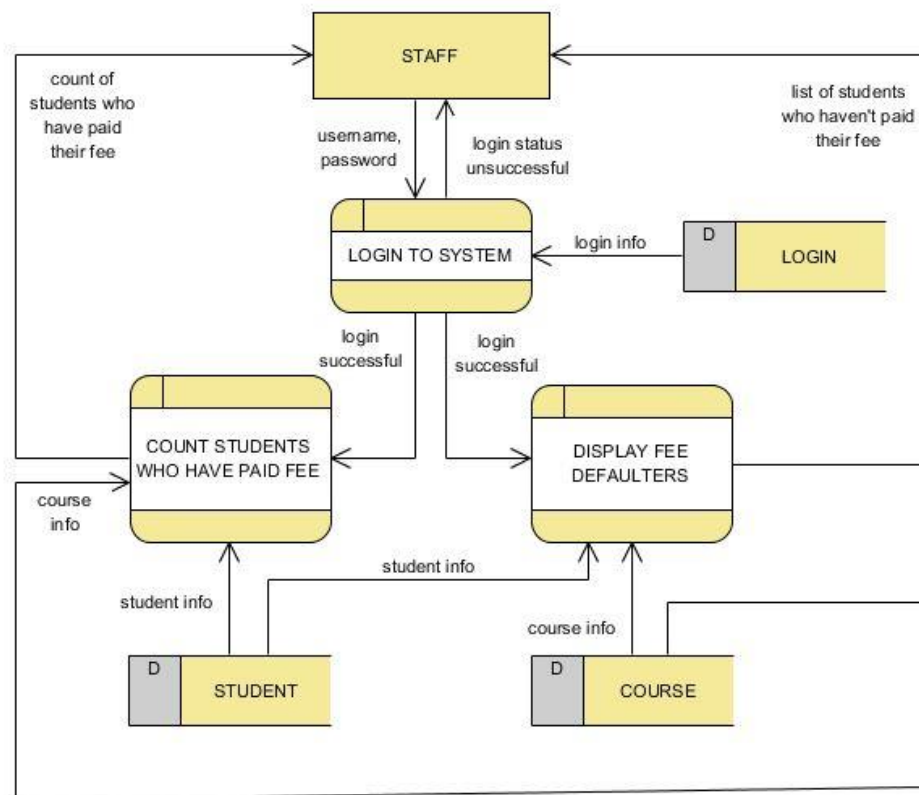 STAFF
count of
students who
have paid
their fee
list of students
who haven't paid
their fee
username,
password
login status
unsuccessful
LOGIN TO SYSTEM
login info
D
LOGIN
login
successful
login
successful
COUNT STUDENTS
WHO HAVE PAID FEE
DISPLAY FEE
DEFAULTERS
course
info
student info
student info
course info
D
STUDENT
D
COURSE